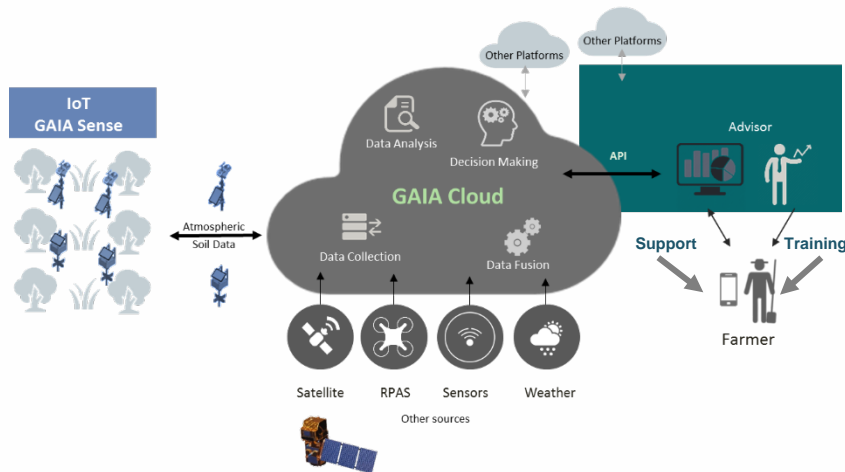 Other Platforms
Other Platforms
IoT
GAIA Sense
Data Analysis
Decision Making
Advisor
API
GAIA Cloud
Atmospheric
Soil Data
Support
Training
Data Collection
Data Fusion
Farmer
Satellite
RPAS
Sensors
Weather
Other sources